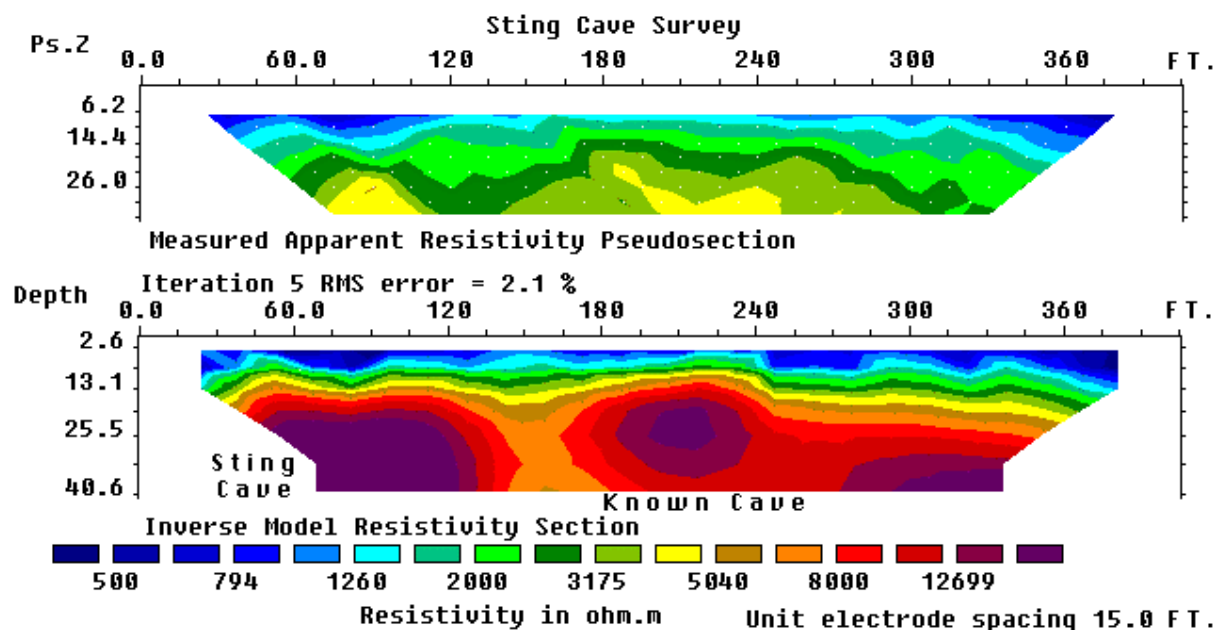 Sting Cave Survey
Ps.Z 0.0 60.0 120 180 240 300 360 FT.
6.2
14.4
26.0
Measured Apparent Resistivity Pseudosection
Iteration 5 RMS error = 2.1 %
Depth 0.0 60.0 120 180 240 300 360 FT.
2.6
13.1
25.5
Sting
Cave
40.6
Known Cave
Inverse Model Resistivity Section
500 794 1260 2000 3175 5040 8000 12699
Resistivity in ohm.m Unit electrode spacing 15.0 FT.